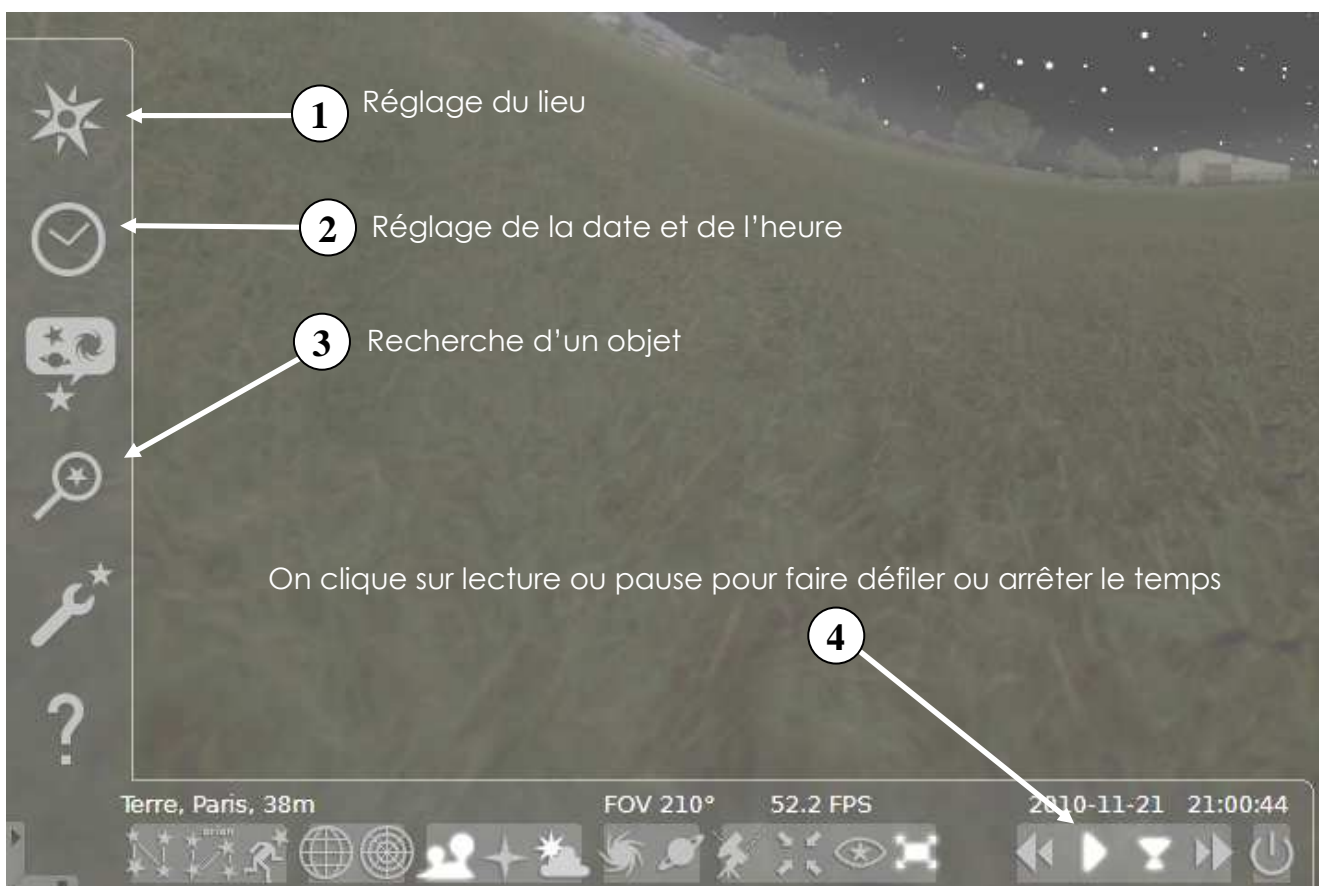 1 Réglage du lieu
2 Réglage de la date et de l'heure
3 Recherche d'un objet
On clique sur lecture ou pause pour faire défiler ou arrêter le temps
4
Terre, Paris, 38m FOV 210° 52.2 FPS 2010-11-21 21:00:44
orian